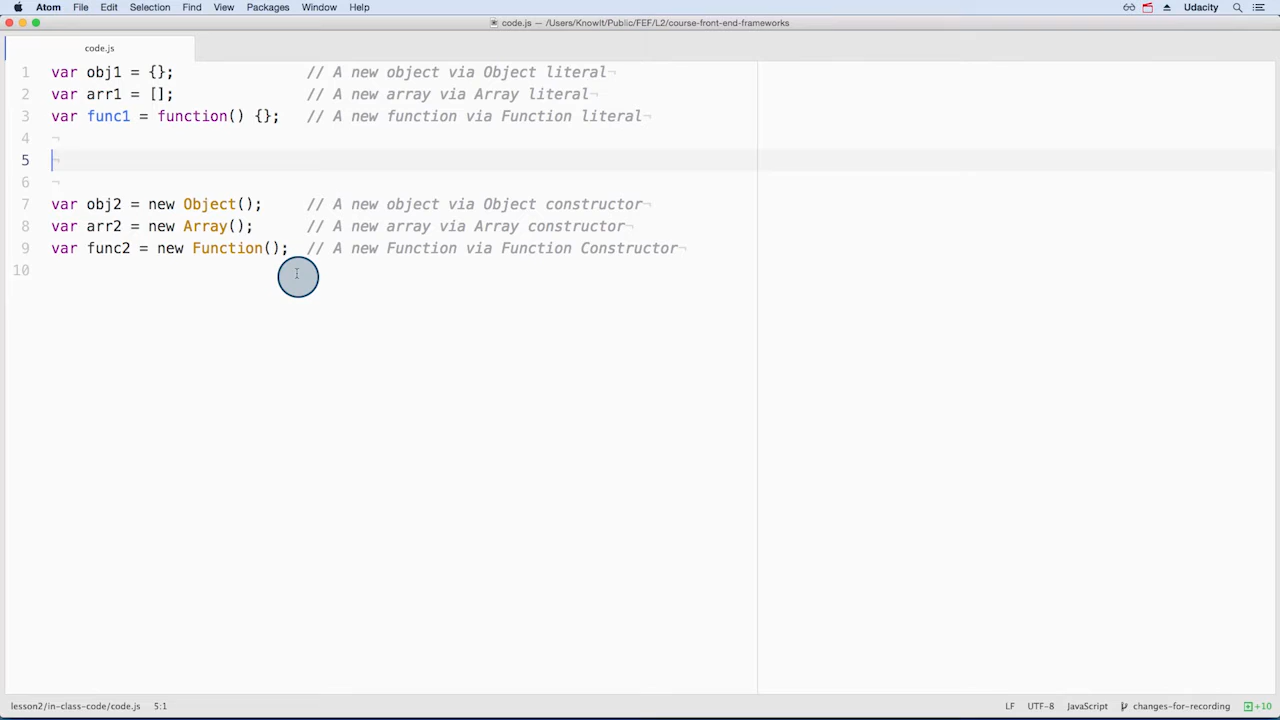 Atom File Edit Selection Find View Packages Window Help Udacity
code.js — /Users/KnowIt/Public/FEF/L2/course-front-end-frameworks
code.js
1 var obj1 = {}; // A new object via Object literal¬
2 var arr1 = []; // A new array via Array literal¬
3 var func1 = function() {}; // A new function via Function literal¬
4 ¬
5 ¬
6 ¬
7 var obj2 = new Object(); // A new object via Object constructor¬
8 var arr2 = new Array(); // A new array via Array constructor¬
9 var func2 = new Function(); // A new Function via Function Constructor¬
10
lesson2/in-class-code/code.js 5:1 LF UTF-8 JavaScript changes-for-recording +10